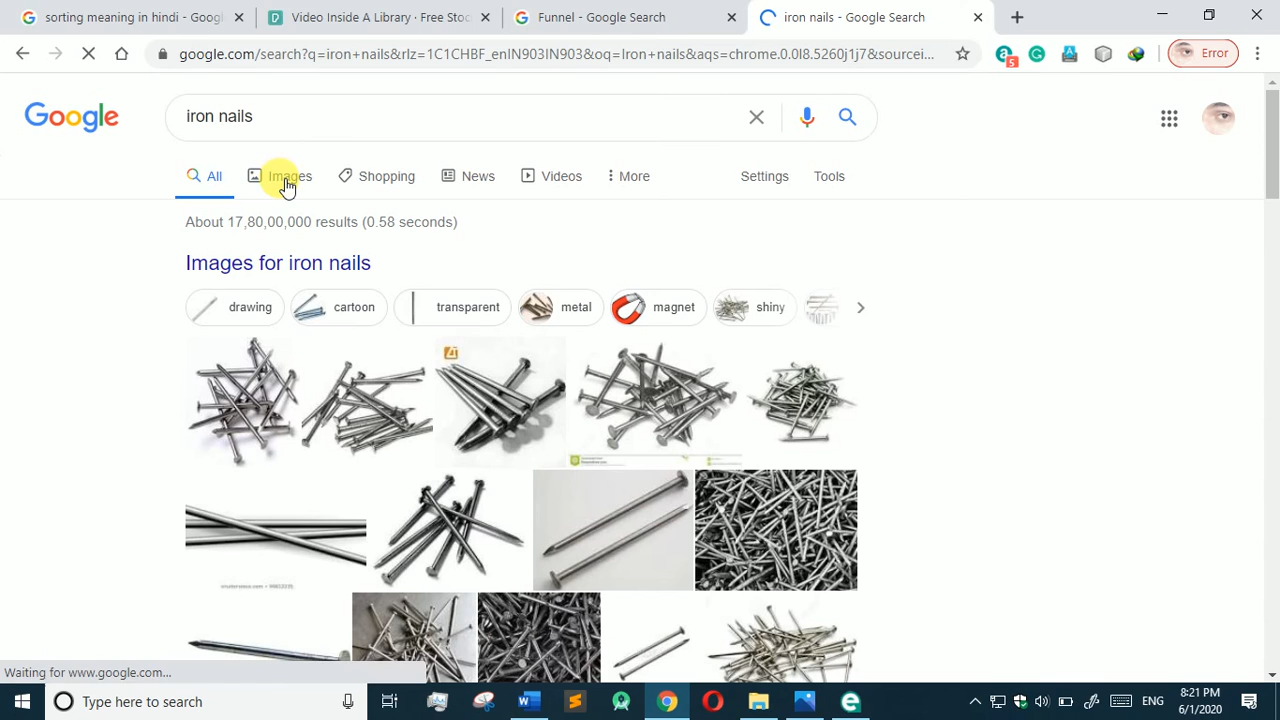 sorting meaning in hindi - Goog
Video Inside A Library · Free Stoc
Funnel - Google Search
iron nails - Google Search
google.com/search?q=iron+nails&rlz=1C1CHBF_enIN903IN903&oq=Iron+nails&aqs=chrome.0.0l8.5260j1j7&sourcei...
5
Error
Google
iron nails
All Images Shopping News Videos More Settings Tools
About 17,80,00,000 results (0.58 seconds)
Images for iron nails
drawing cartoon transparent metal magnet shiny
Waiting for www.google.com...
Type here to search
ENG
8:21 PM
6/1/2020